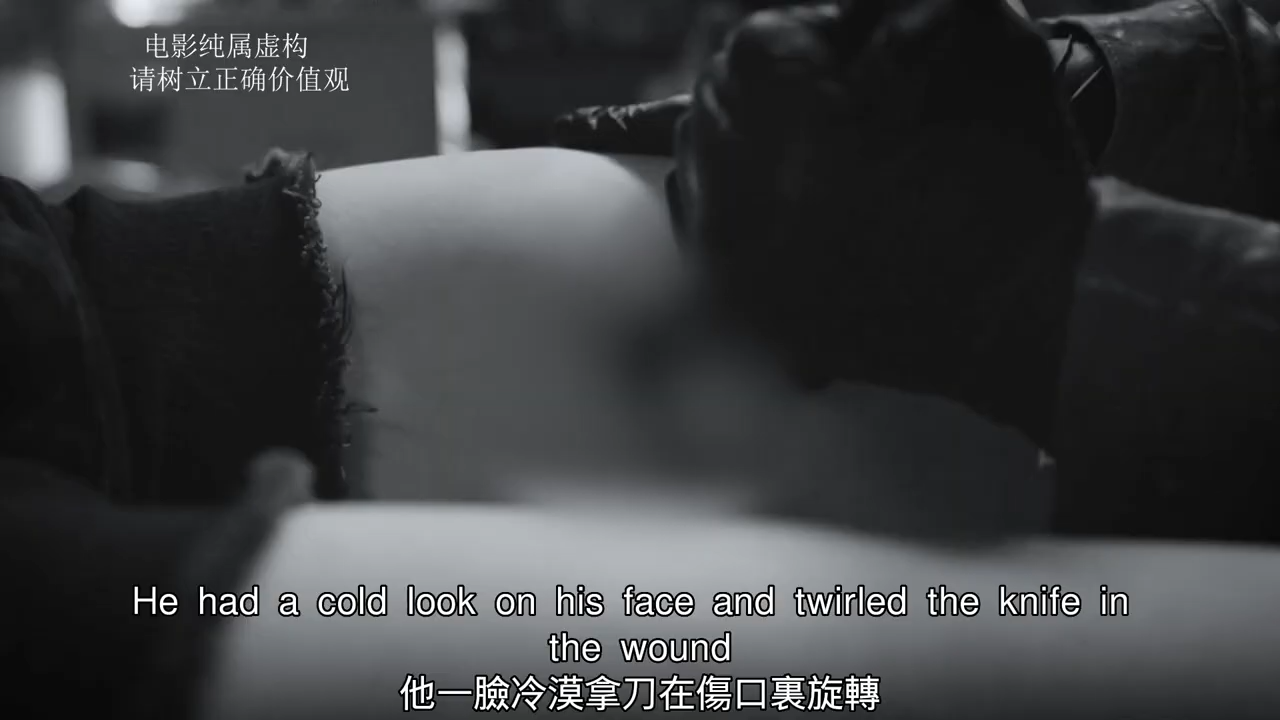 电影纯属虚构
请树立正确价值观
He had a cold look on his face and twirled the knife in
the wound
他一臉冷漠拿刀在傷口裏旋轉